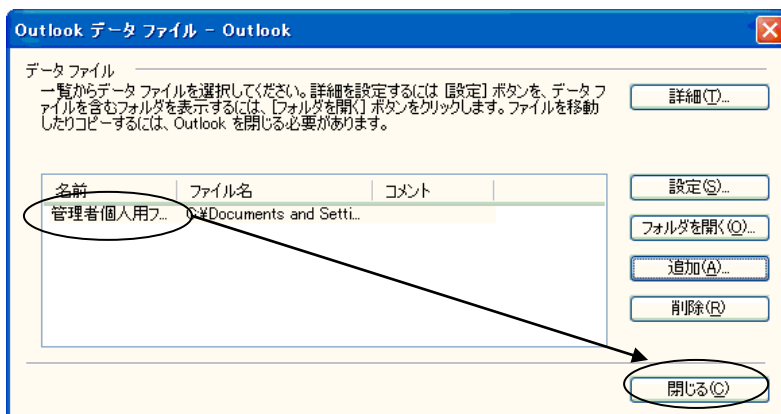 Outlook データ ファイル - Outlook
データ ファイル
一覧からデータ ファイルを選択してください。詳細を設定するには [設定] ボタンを、データ フ
ァイルを含むフォルダを表示するには、[フォルダを開く] ボタンをクリックします。ファイルを移動
したりコピーするには、Outlook を閉じる必要があります。
詳細(T)...
名前 ファイル名 コメント
管理者個人用フ... C:¥Documents and Setti...
設定(S)...
フォルダを開く(O)...
追加(A)...
削除(R)
閉じる(C)